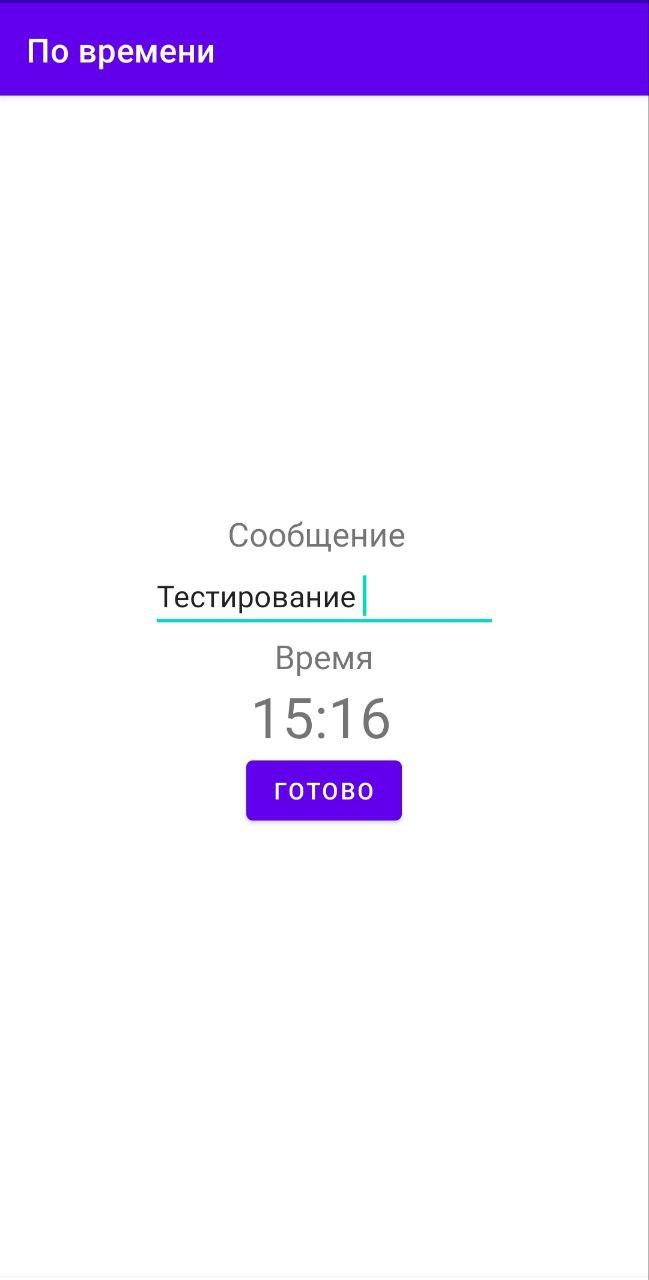 По времени
Сообщение
Тестирование
Время
15:16
ГОТОВО